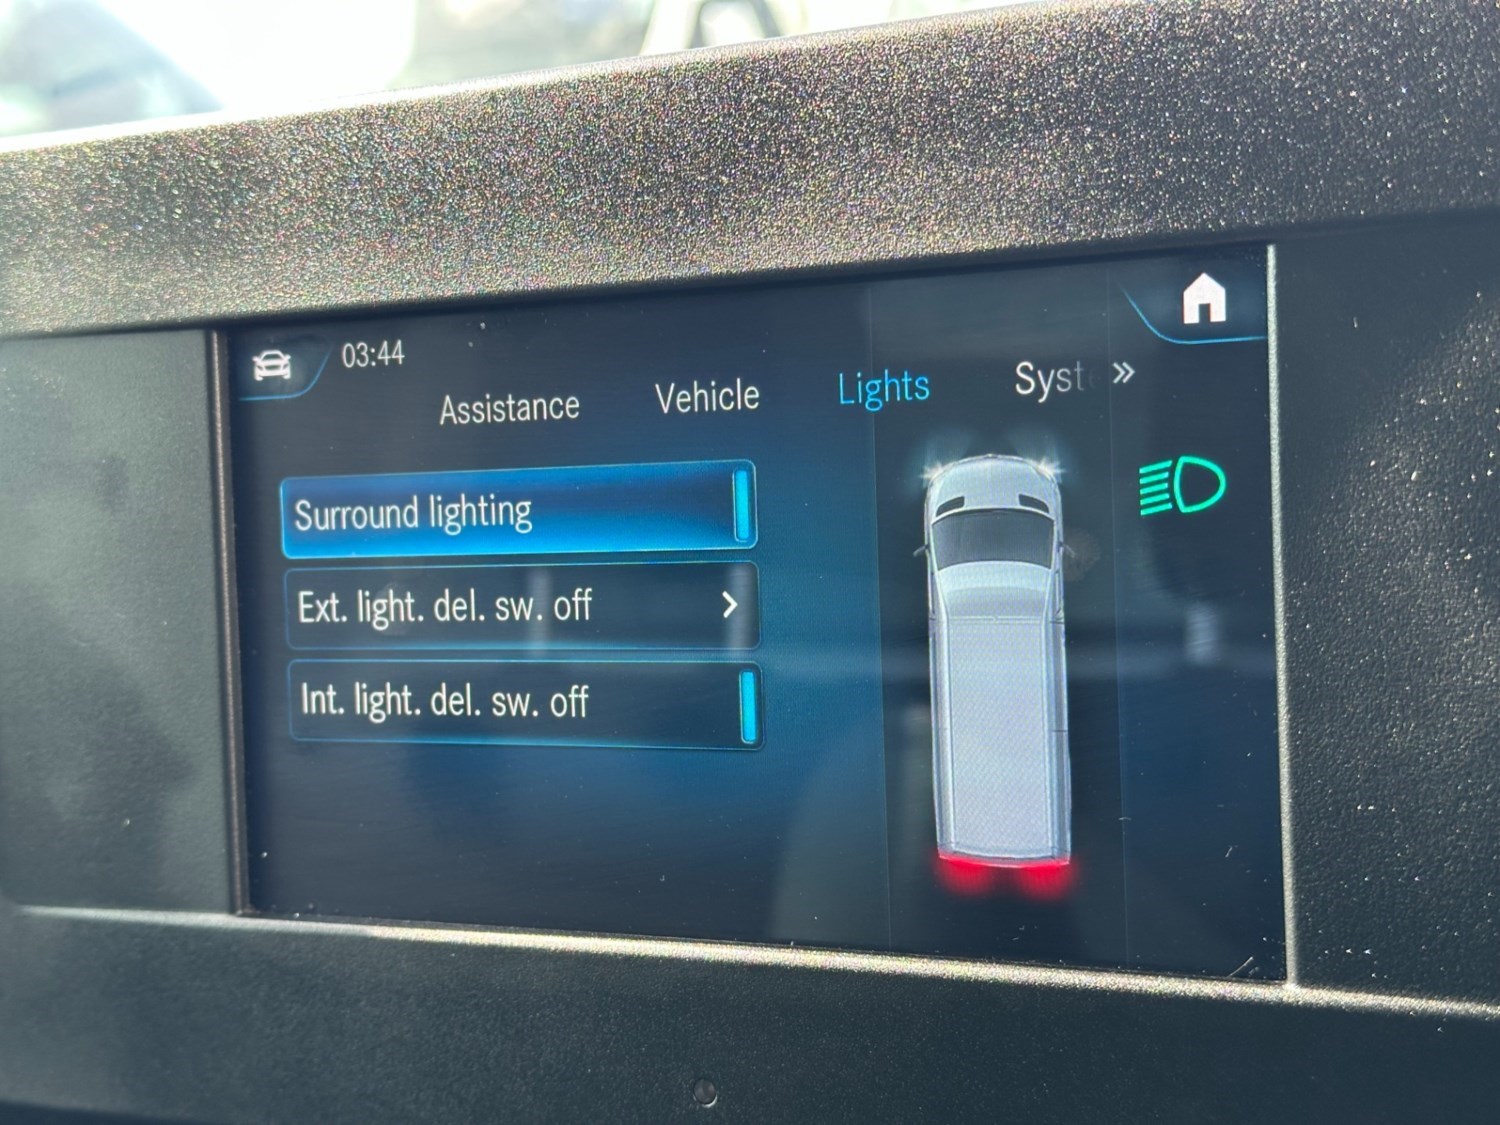 03:44
Assistance Vehicle Lights Syst »
Surround lighting
Ext. light. del. sw. off >
Int. light. del. sw. off